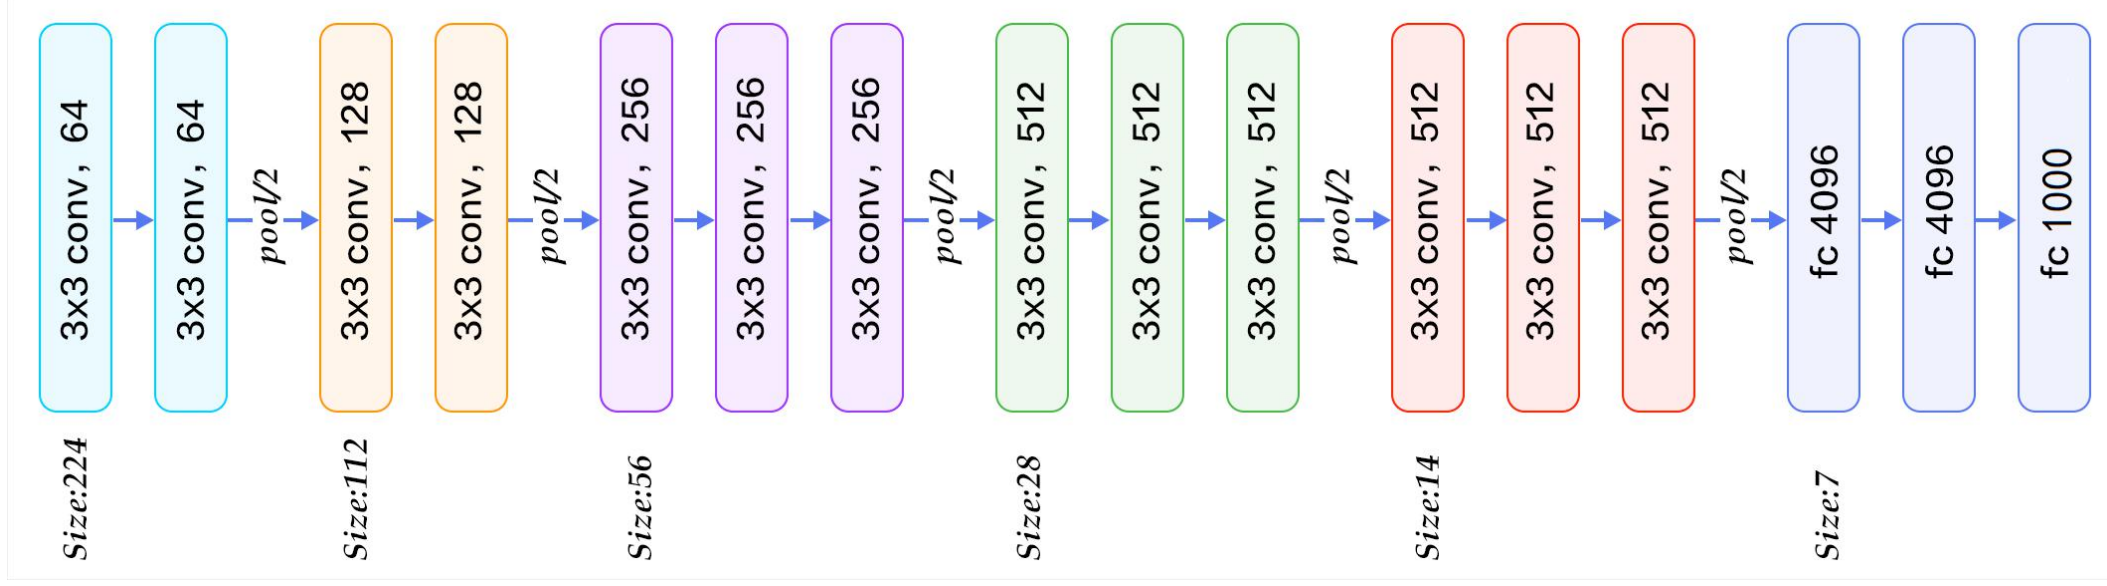 3x3 conv, 64
3x3 conv, 64
pool/2
3x3 conv, 128
3x3 conv, 128
pool/2
3x3 conv, 256
3x3 conv, 256
3x3 conv, 256
pool/2
3x3 conv, 512
3x3 conv, 512
3x3 conv, 512
pool/2
3x3 conv, 512
3x3 conv, 512
3x3 conv, 512
pool/2
fc 4096
fc 4096
fc 1000
Size:224
Size:112
Size:56
Size:28
Size:14
Size:7